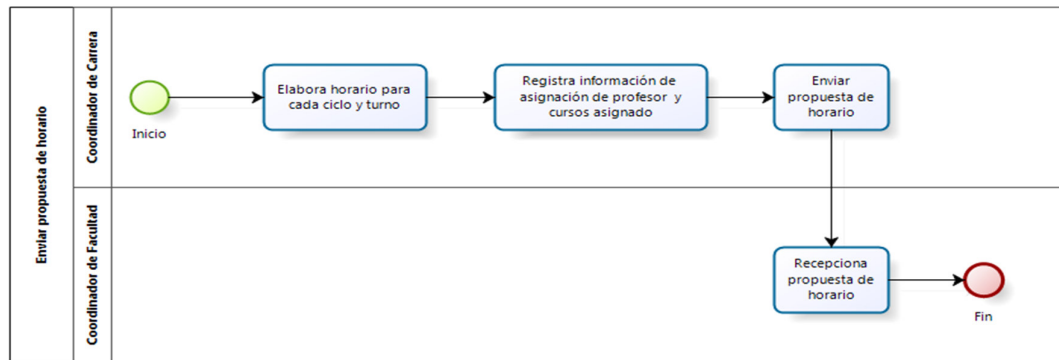 Enviar propuesta de horario
Coordinador de Carrera
Inicio
Elabora horario para
cada ciclo y turno
Registra información de
asignación de profesor y
cursos asignado
Enviar
propuesta de
horario
Coordinador de Facultad
Recepciona
propuesta de
horario
Fin